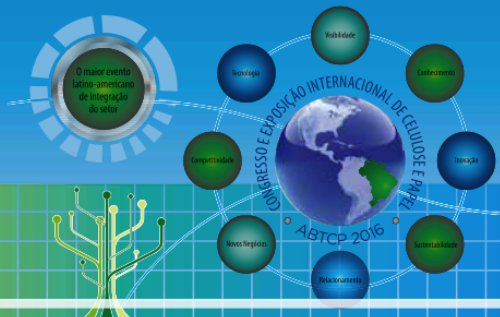 O maior evento
latino-americano
de integração
do setor
Visibilidade
Tecnologia
Conhecimento
CONGRESSO E EXPOSIÇÃO INTERNACIONAL DE CELULOSE E PAPEL
Competitividade
Inovação
ABTCP 2016
Novos Negócios
Sustentabilidade
Relacionamento